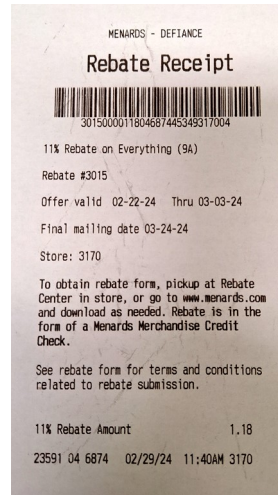 MENARDS - DEFIANCE
Rebate Receipt
30150000118046874453493​17004
11% Rebate on Everything (9A)
Rebate #3015
Offer valid 02-22-24 Thru 03-03-24
Final mailing date 03-24-24
Store: 3170
To obtain rebate form, pickup at Rebate
Center in store, or go to www.menards.com
and download as needed. Rebate is in the
form of a Menards Merchandise Credit
Check.
See rebate form for terms and conditions
related to rebate submission.
11% Rebate Amount 1.18
23591 04 6874 02/29/24 11:40AM 3170